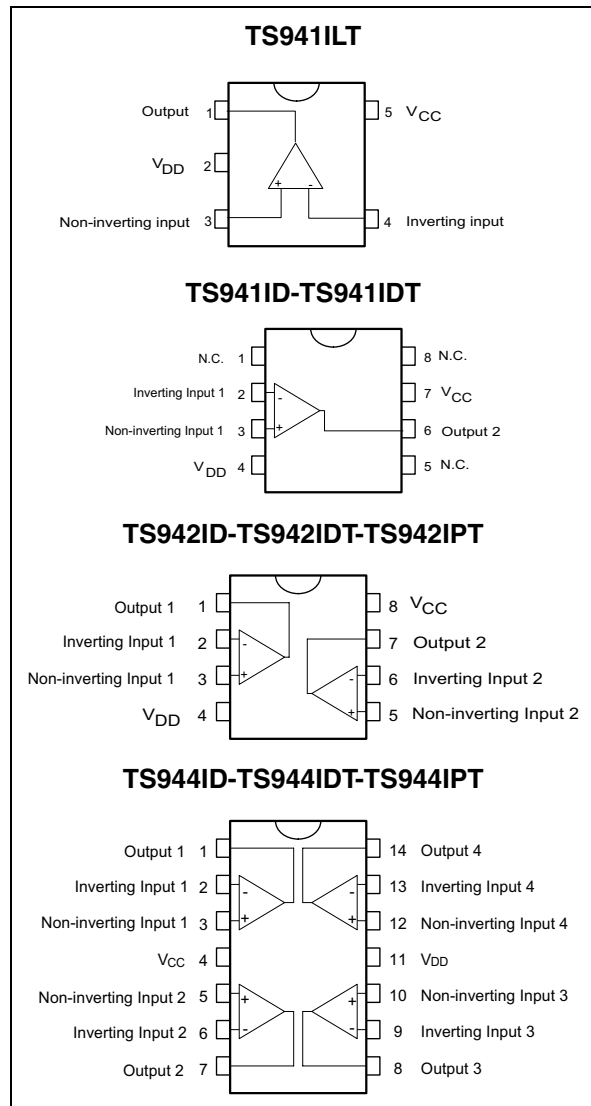 TS941ILT
Output 1 5 VCC
VDD 2
+ -
Non-inverting input 3 4 Inverting input
TS941ID-TS941IDT
N.C. 1 8 N.C.
Inverting Input 1 2 - 7 VCC
Non-inverting Input 1 3 + 6 Output 2
VDD 4 5 N.C.
TS942ID-TS942IDT-TS942IPT
Output 1 1 8 VCC
Inverting Input 1 2 - 7 Output 2
Non-inverting Input 1 3 + - 6 Inverting Input 2
VDD 4 + 5 Non-inverting Input 2
TS944ID-TS944IDT-TS944IPT
Output 1 1 14 Output 4
Inverting Input 1 2 - - 13 Inverting Input 4
Non-inverting Input 1 3 + + 12 Non-inverting Input 4
VCC 4 11 VDD
Non-inverting Input 2 5 + + 10 Non-inverting Input 3
Inverting Input 2 6 - - 9 Inverting Input 3
Output 2 7 8 Output 3